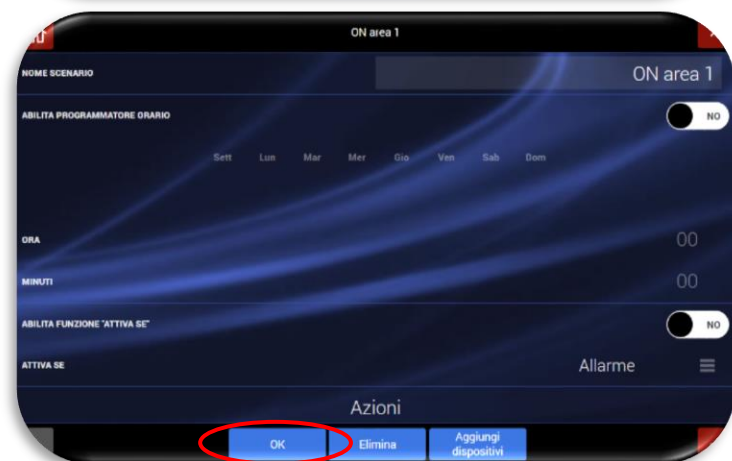 ON area 1
NOME SCENARIO ON area 1
ABILITA PROGRAMMATORE ORARIO NO
Sett Lun Mar Mer Gio Ven Sab Dom
ORA 00
MINUTI 00
ABILITA FUNZIONE "ATTIVA SE" NO
ATTIVA SE Allarme
Azioni
OK Elimina Aggiungi
dispositivi